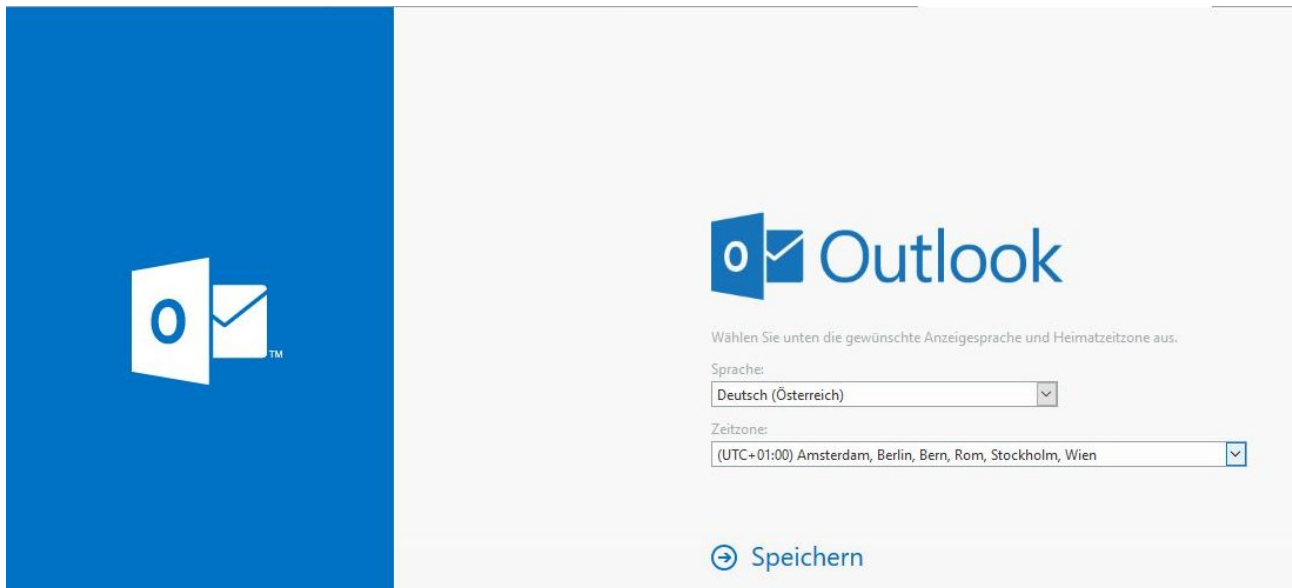 O
TM
O Outlook
Wählen Sie unten die gewünschte Anzeigesprache und Heimatzeitzone aus.
Sprache:
Deutsch (Österreich)
Zeitzone:
(UTC+01:00) Amsterdam, Berlin, Bern, Rom, Stockholm, Wien
Speichern